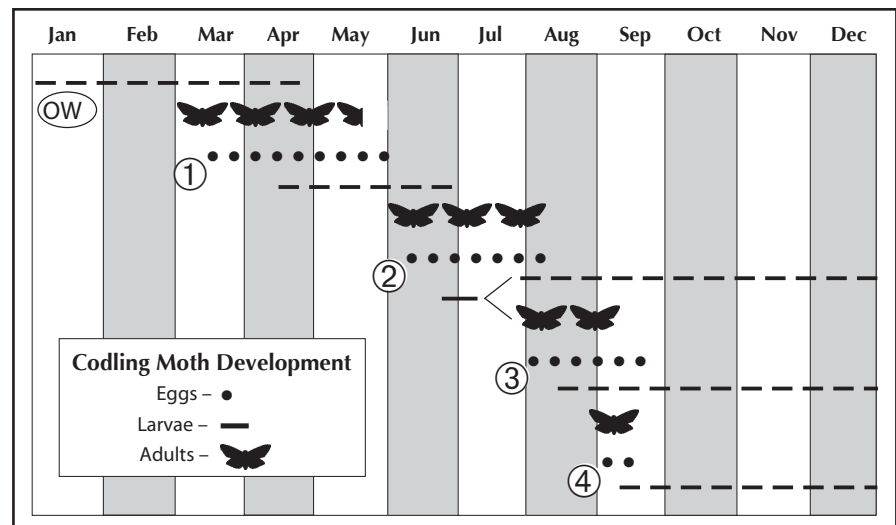 Jan Feb Mar Apr May Jun Jul Aug Sep Oct Nov Dec
OW
1
2
3
4
Codling Moth Development
Eggs –
Larvae –
Adults –